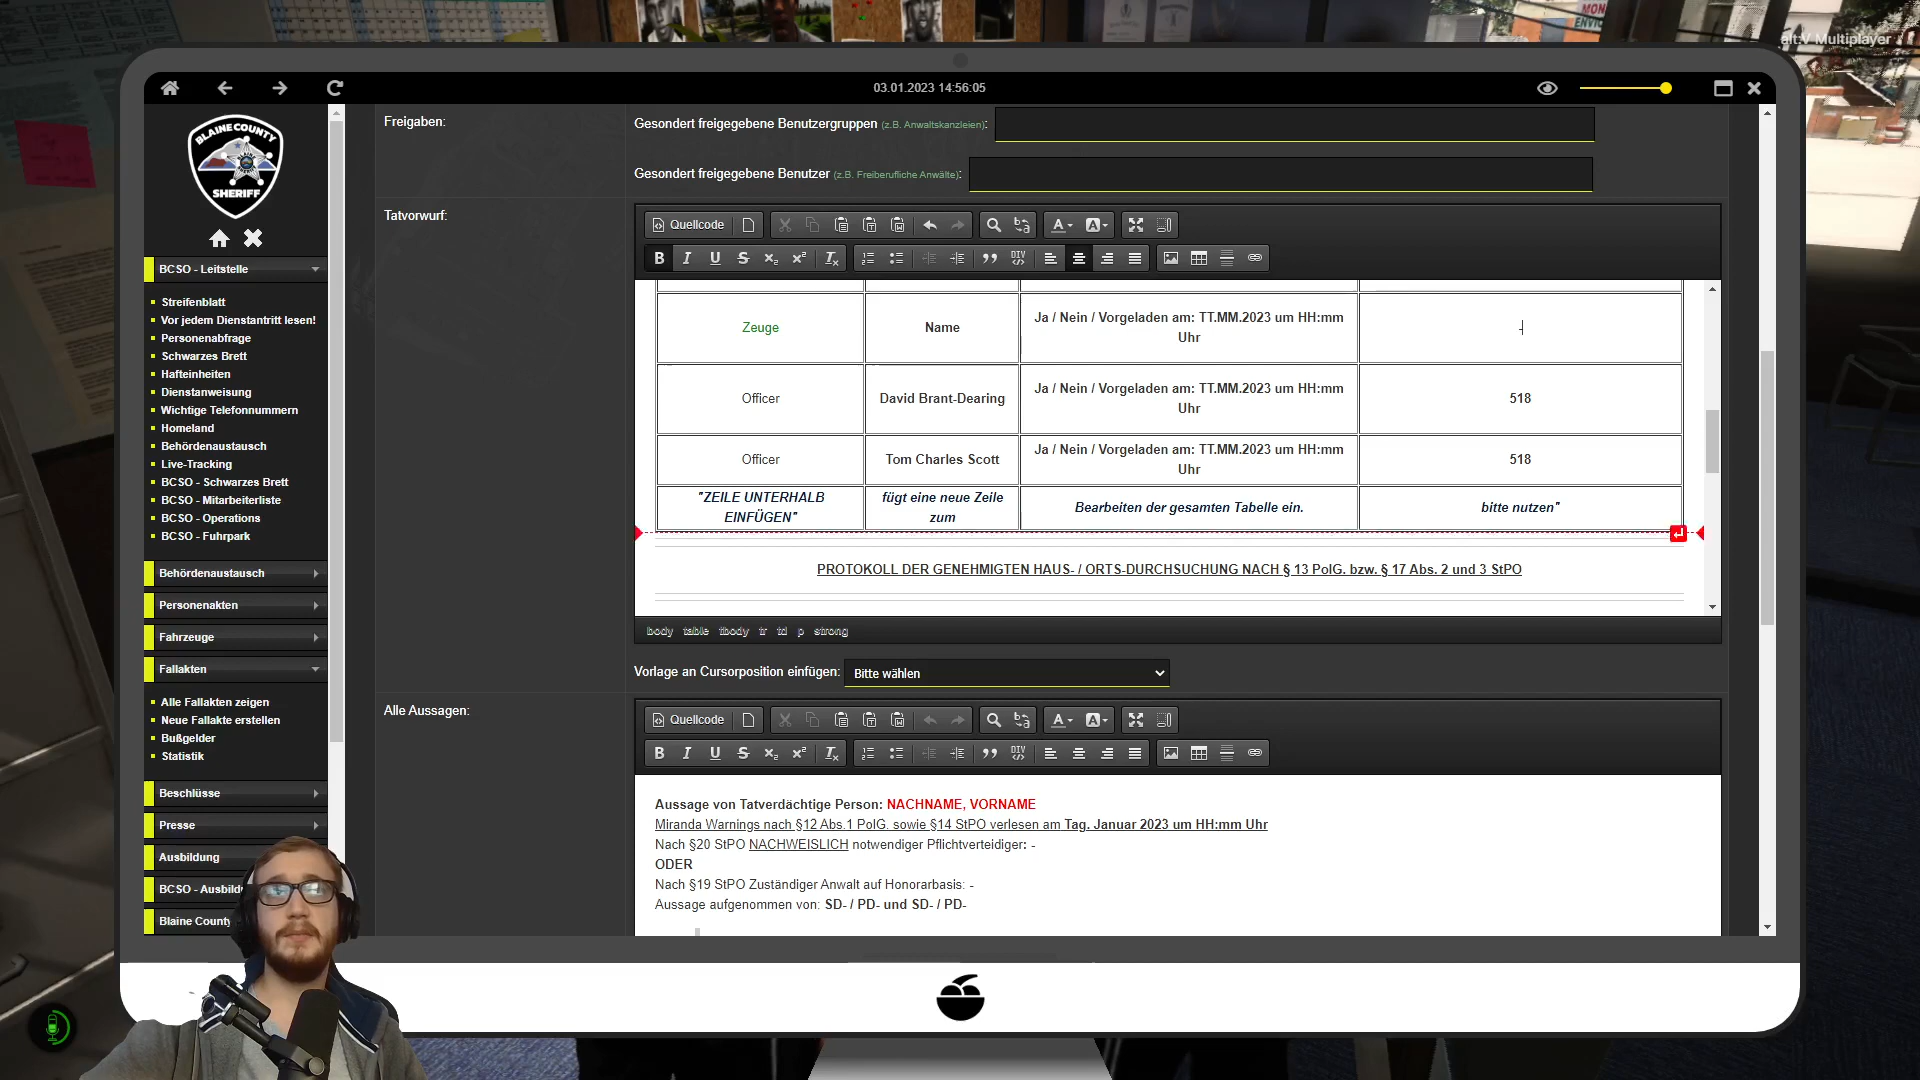 MON
ENVIO
alt:V Multiplayer
03.01.2023 14:56:05
BLAINE COUNTY
SHERIFF
BCSO - Leitstelle
Streifenblatt
Vor jedem Dienstantritt lesen!
Personenabfrage
Schwarzes Brett
Hafteinheiten
Dienstanweisung
Wichtige Telefonnummern
Homeland
Behördenaustausch
Live-Tracking
BCSO - Schwarzes Brett
BCSO - Mitarbeiterliste
BCSO - Operations
BCSO - Fuhrpark
Behördenaustausch
Personenakten
Fahrzeuge
Fallakten
Alle Fallakten zeigen
Neue Fallakte erstellen
Bußgelder
Statistik
Beschlüsse
Presse
Ausbildung
BCSO - Ausbild
Blaine County
Freigaben:
Gesondert freigegebene Benutzergruppen (z.B. Anwaltskanzleien):
Gesondert freigegebene Benutzer (z.B. Freiberufliche Anwälte):
Tatvorwurf:
Quellcode
Zeuge
Name
Ja / Nein / Vorgeladen am: TT.MM.2023 um HH:mm
Uhr
-
Officer
David Brant-Dearing
Ja / Nein / Vorgeladen am: TT.MM.2023 um HH:mm
Uhr
518
Officer
Tom Charles Scott
Ja / Nein / Vorgeladen am: TT.MM.2023 um HH:mm
Uhr
518
"ZEILE UNTERHALB
EINFÜGEN"
fügt eine neue Zeile
zum
Bearbeiten der gesamten Tabelle ein.
bitte nutzen"
PROTOKOLL DER GENEHMIGTEN HAUS- / ORTS-DURCHSUCHUNG NACH § 13 PolG. bzw. § 17 Abs. 2 und 3 StPO
body table tbody tr td p strong
Vorlage an Cursorposition einfügen: Bitte wählen
Alle Aussagen:
Quellcode
Aussage von Tatverdächtige Person: NACHNAME, VORNAME
Miranda Warnings nach §12 Abs.1 PolG. sowie §14 StPO verlesen am Tag. Januar 2023 um HH:mm Uhr
Nach §20 StPO NACHWEISLICH notwendiger Pflichtverteidiger: -
ODER
Nach §19 StPO Zuständiger Anwalt auf Honorarbasis: -
Aussage aufgenommen von: SD- / PD- und SD- / PD-